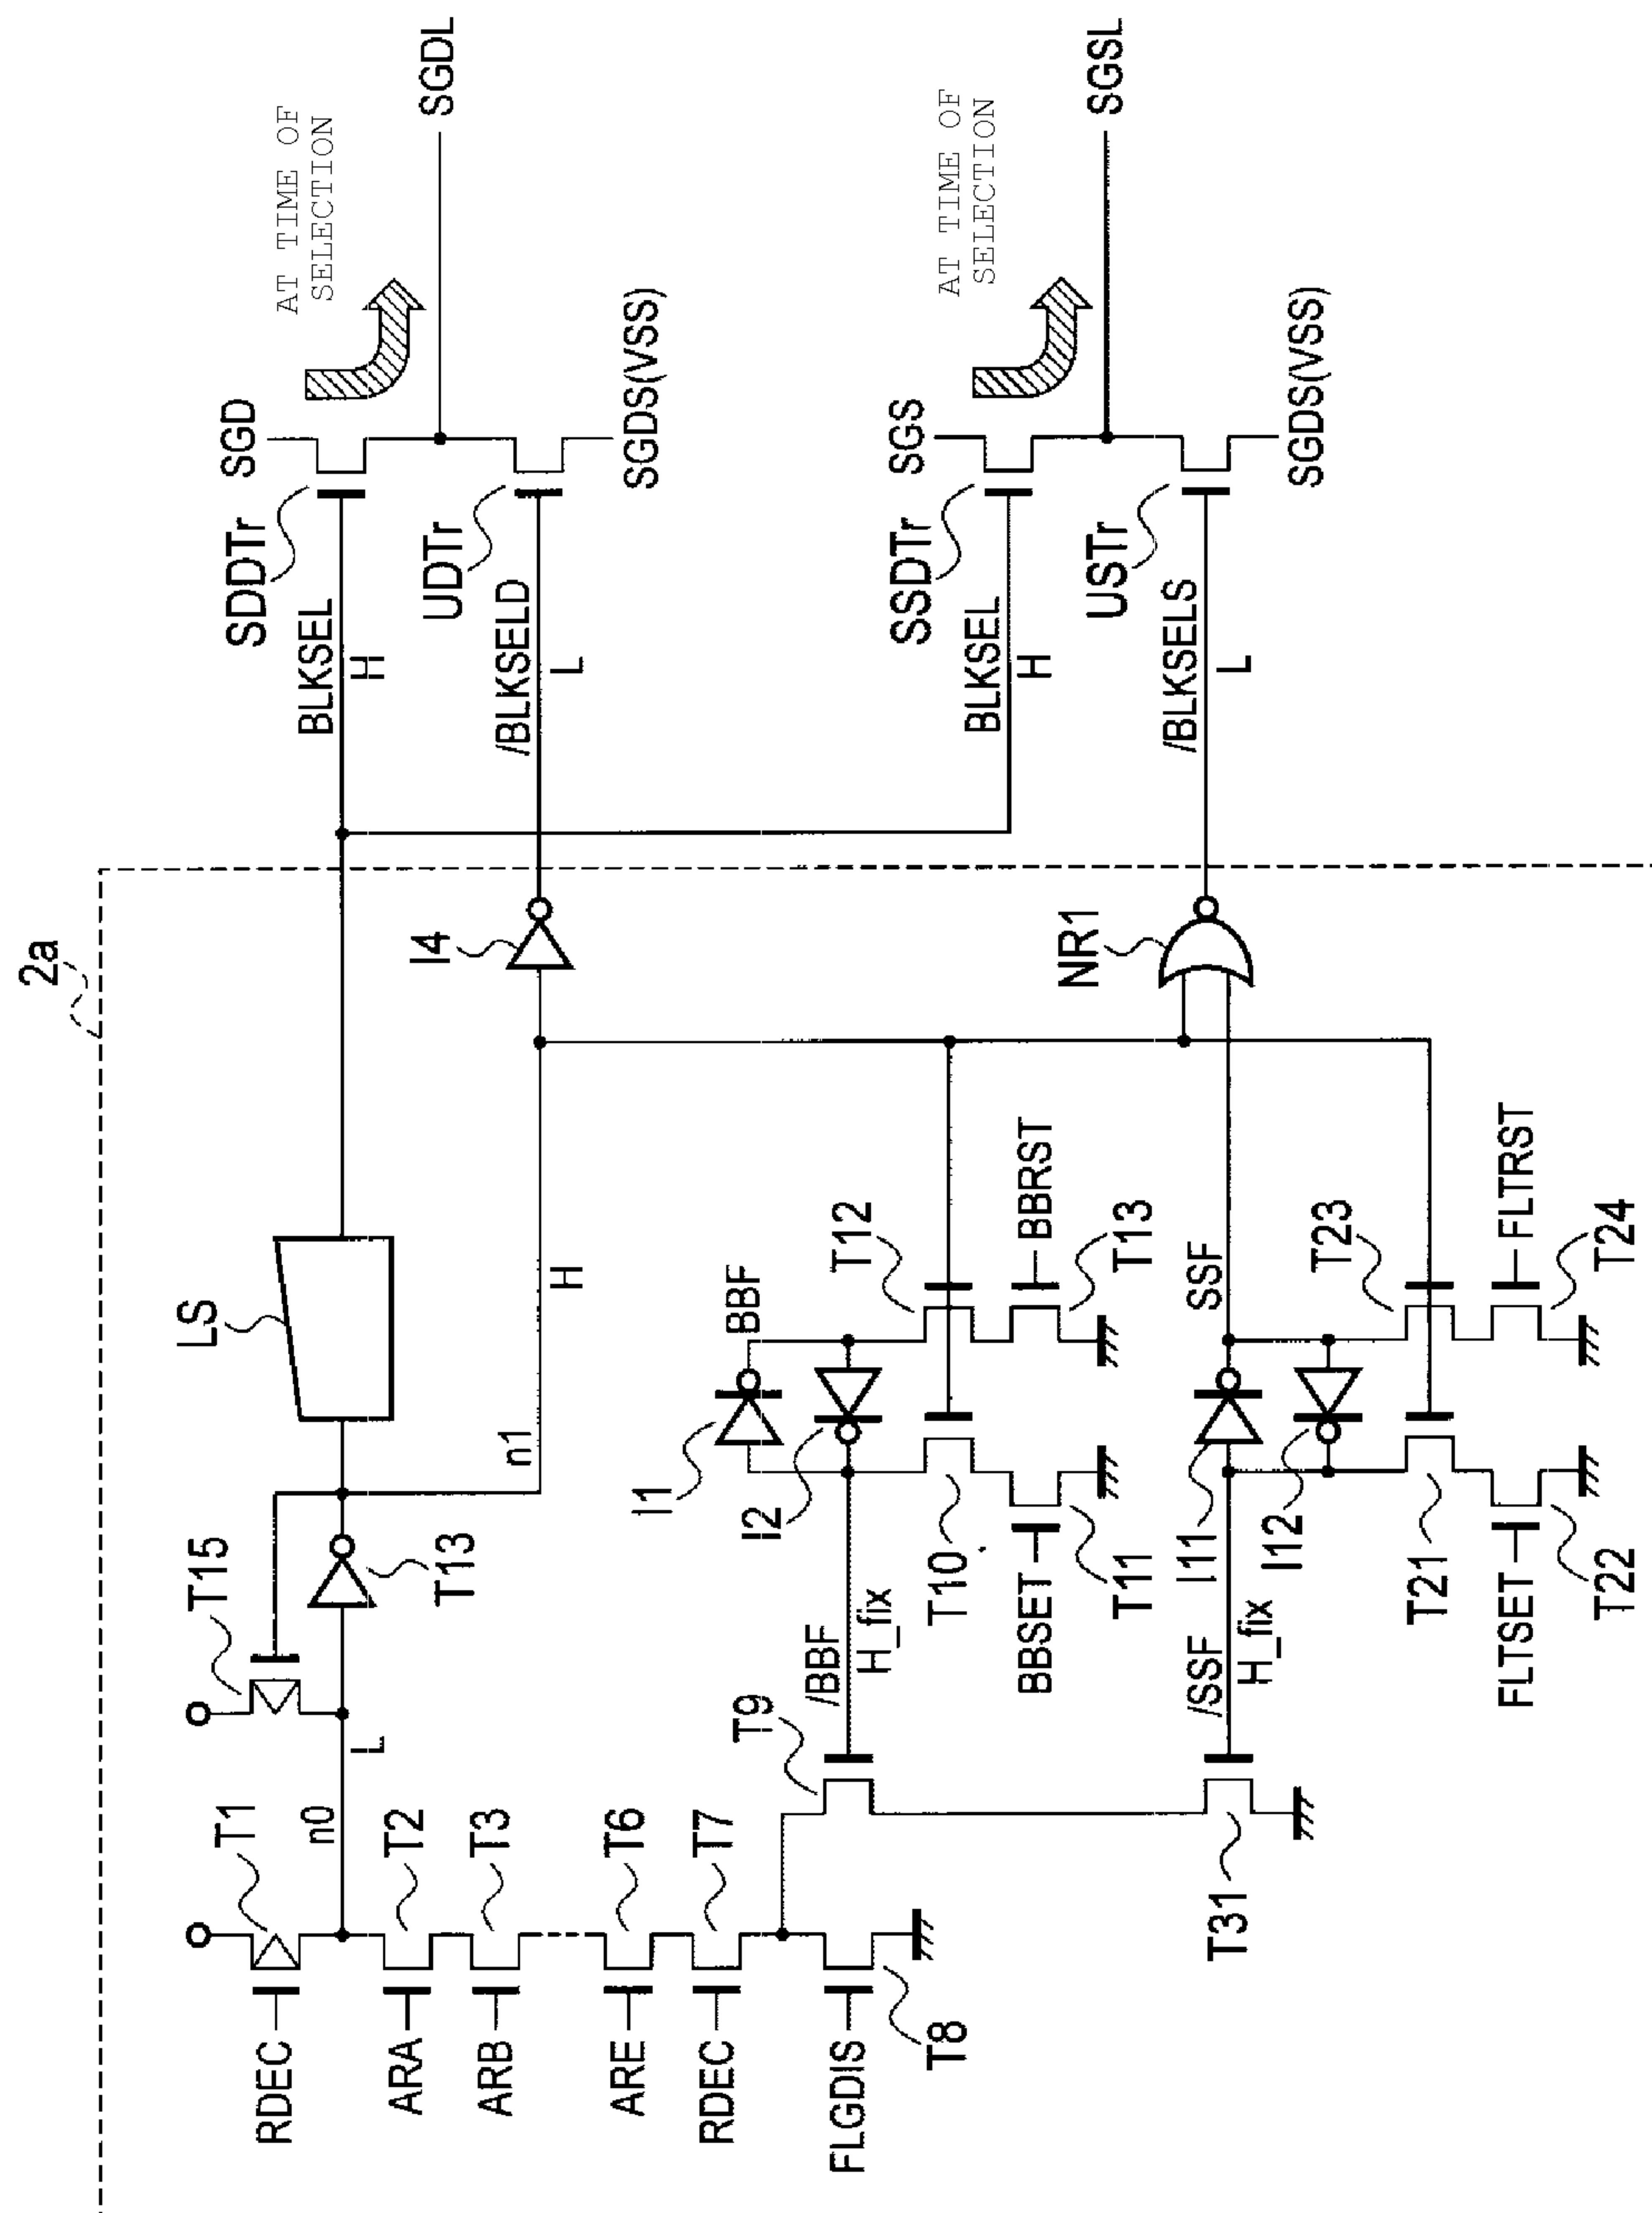 2a
RDEC
T1
n0
L
T15
T13
LS
n1
H
I4
BLKSEL
H
/BLKSELD
L
SDDTr
SGD
AT TIME OF
SELECTION
SGDL
UDTr
SGDS(VSS)
ARA
T2
ARB
T3
ARE
T6
RDEC
T7
FLGDIS
T8
T9
/BBF
H_fix
I1
I2
BBF
T10
T12
BBSET
T11
BBRST
T13
T31
/SSF
H_fix
I11
I12
SSF
T21
T23
FLTSET
T22
FLTRST
T24
NR1
BLKSEL
H
/BLKSELS
L
SSDTr
SGS
AT TIME OF
SELECTION
SGSL
USTr
SGDS(VSS)